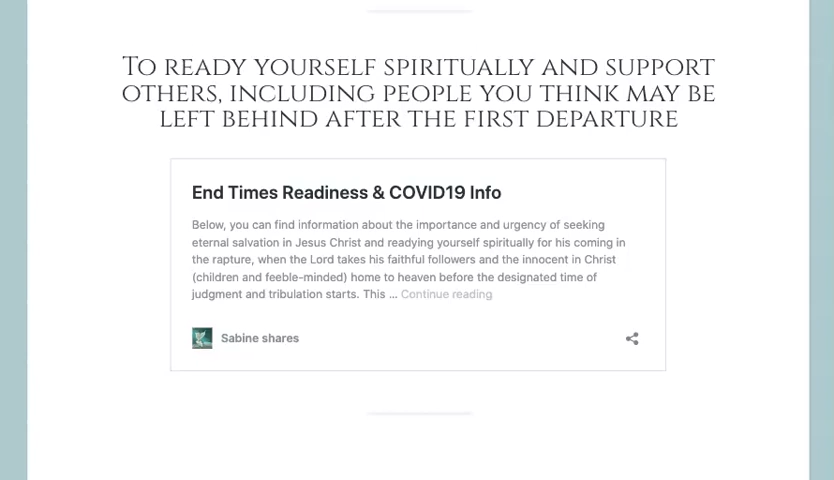 To ready yourself spiritually and support
others, including people you think may be
left behind after the first departure
End Times Readiness & COVID19 Info
Below, you can find information about the importance and urgency of seeking
eternal salvation in Jesus Christ and readying yourself spiritually for his coming in
the rapture, when the Lord takes his faithful followers and the innocent in Christ
(children and feeble-minded) home to heaven before the designated time of
judgment and tribulation starts. This ... Continue reading
Sabine shares